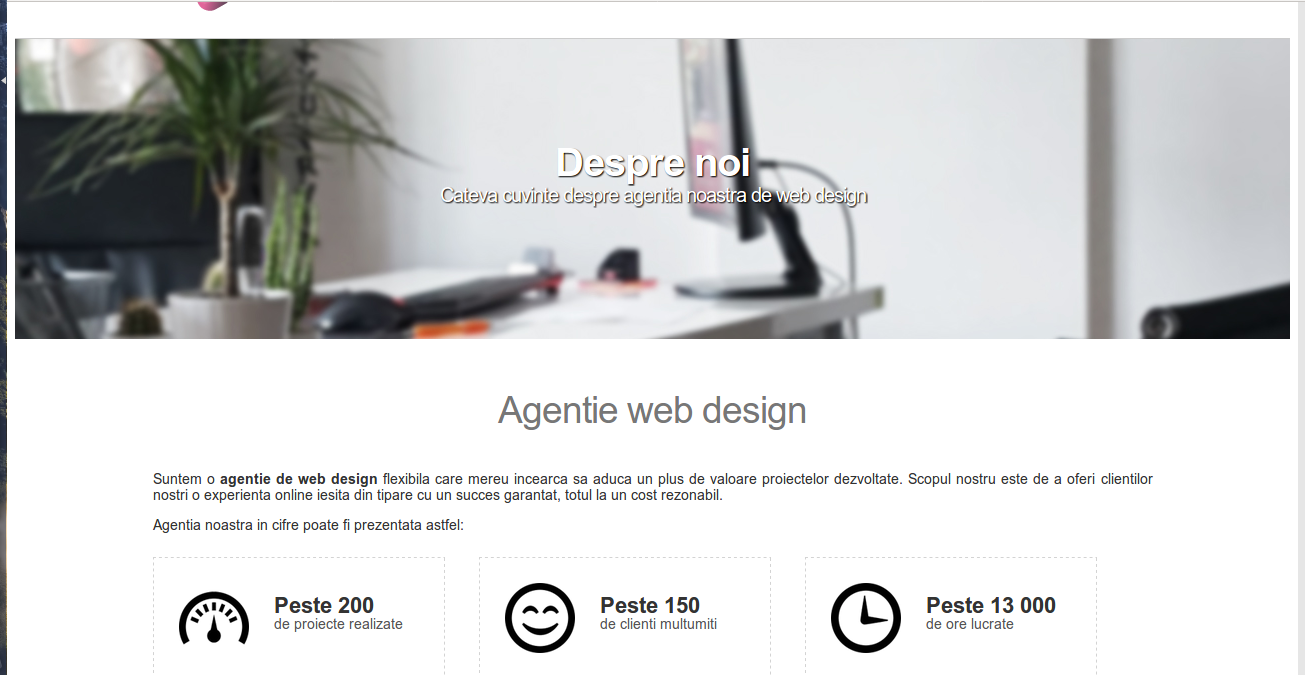 Despre noi
Cateva cuvinte despre agentia noastra de web design
Agentie web design
Suntem o agentie de web design flexibila care mereu incearca sa aduca un plus de valoare proiectelor dezvoltate. Scopul nostru este de a oferi clientilor
nostri o experienta online iesita din tipare cu un succes garantat, totul la un cost rezonabil.
Agentia noastra in cifre poate fi prezentata astfel:
Peste 200
de proiecte realizate
Peste 150
de clienti multumiti
Peste 13 000
de ore lucrate